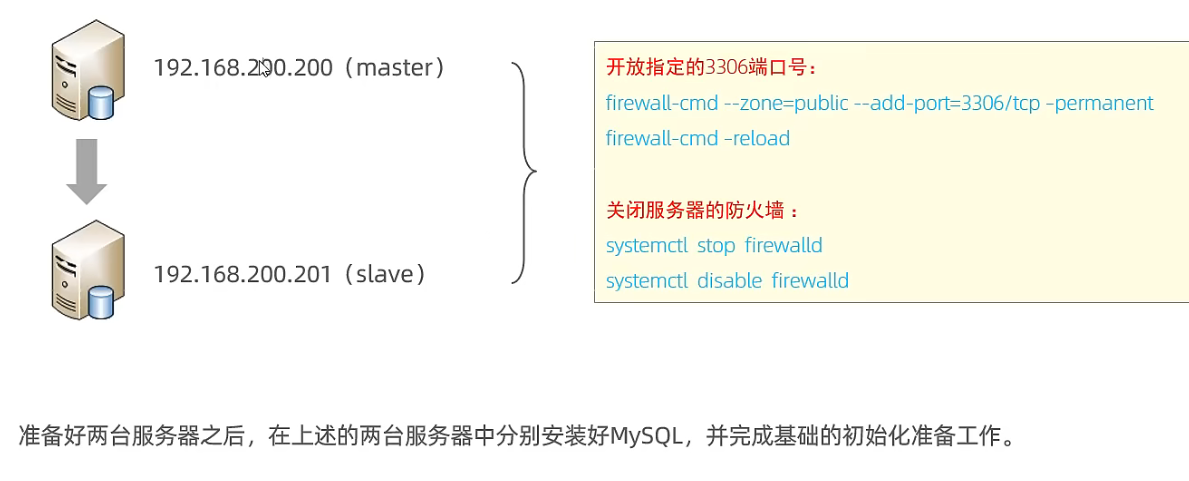 192.168.200.200（master）
开放指定的3306端口号：
firewall-cmd --zone=public --add-port=3306/tcp -permanent
firewall-cmd -reload
关闭服务器的防火墙 ：
systemctl stop firewalld
systemctl disable firewalld
192.168.200.201（slave）
准备好两台服务器之后，在上述的两台服务器中分别安装好MySQL，并完成基础的初始化准备工作。